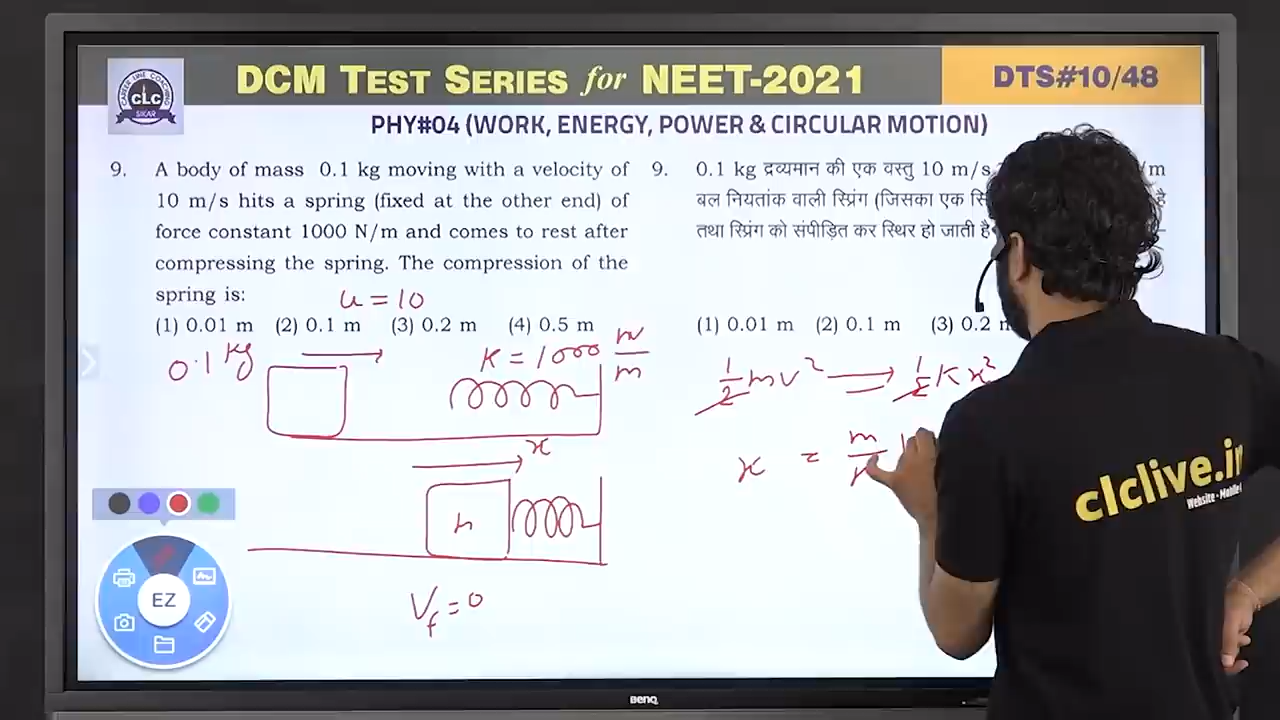 DCM TEST SERIES for NEET-2021
DTS#10/48
CLC
SIKAR
PHY#04 (WORK, ENERGY, POWER & CIRCULAR MOTION)
9. A body of mass 0.1 kg moving with a velocity of
10 m/s hits a spring (fixed at the other end) of
force constant 1000 N/m and comes to rest after
compressing the spring. The compression of the
spring is:
u = 10
(1) 0.01 m (2) 0.1 m (3) 0.2 m (4) 0.5 m
0.1 kg
K = 1000 N/m
x
V_f = 0
EZ
9. 0.1 kg द्रव्यमान की एक वस्तु 10 m/s
/m
बल नियतांक वाली स्प्रिंग (जिसका एक
है
तथा स्प्रिंग को संपीड़ित कर स्थिर हो जाती है
(1) 0.01 m (2) 0.1 m (3) 0.2
1/2 mv² → 1/2 K x²
x = m/K
clclive.in
BenQ